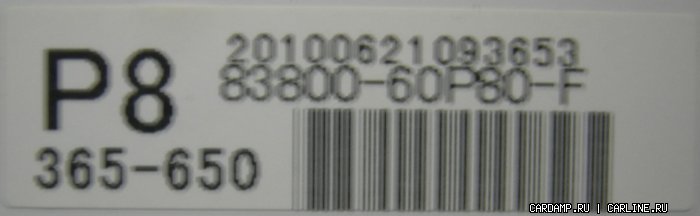 P8
20100621093653
83800-60P80-F
365-650
CARDAMP.RU | CARLINE.RU